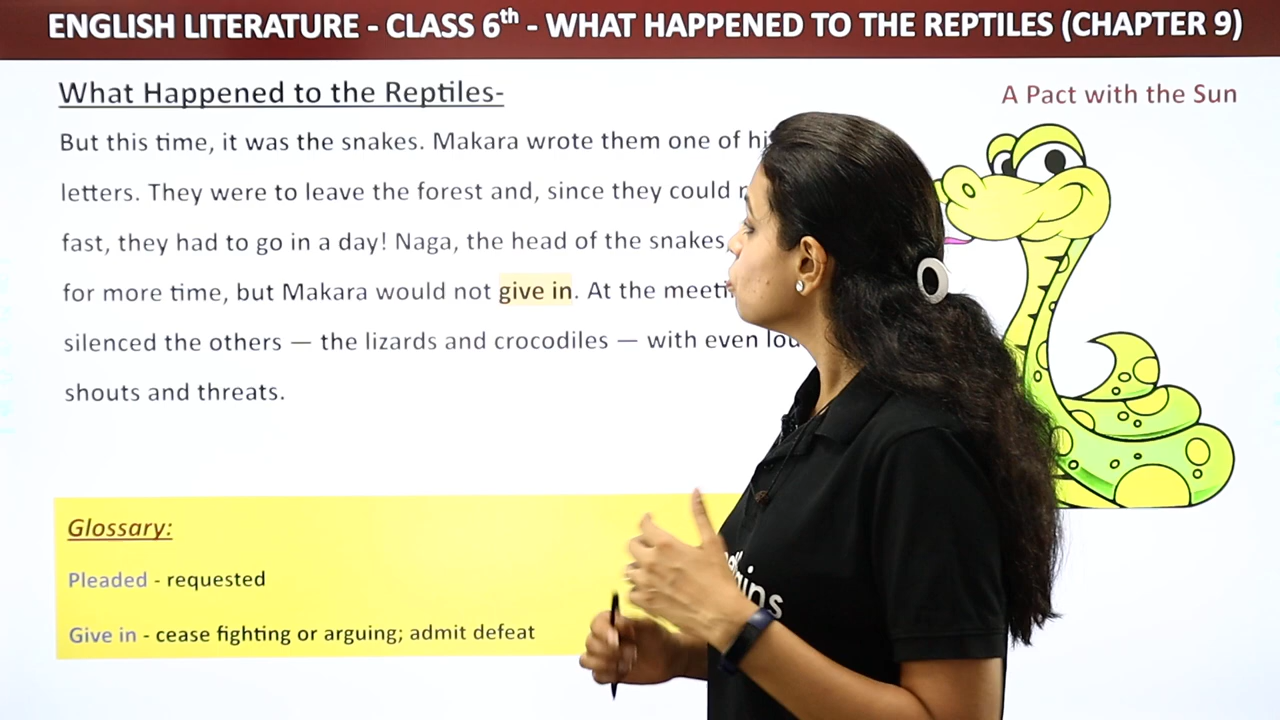 ENGLISH LITERATURE - CLASS 6th - WHAT HAPPENED TO THE REPTILES (CHAPTER 9)
What Happened to the Reptiles-
A Pact with the Sun
But this time, it was the snakes. Makara wrote them one of
letters. They were to leave the forest and, since they could
fast, they had to go in a day! Naga, the head of the snakes,
for more time, but Makara would not give in. At the
silenced the others — the lizards and crocodiles — with even
shouts and threats.
Glossary:
Pleaded - requested
Give in - cease fighting or arguing; admit defeat